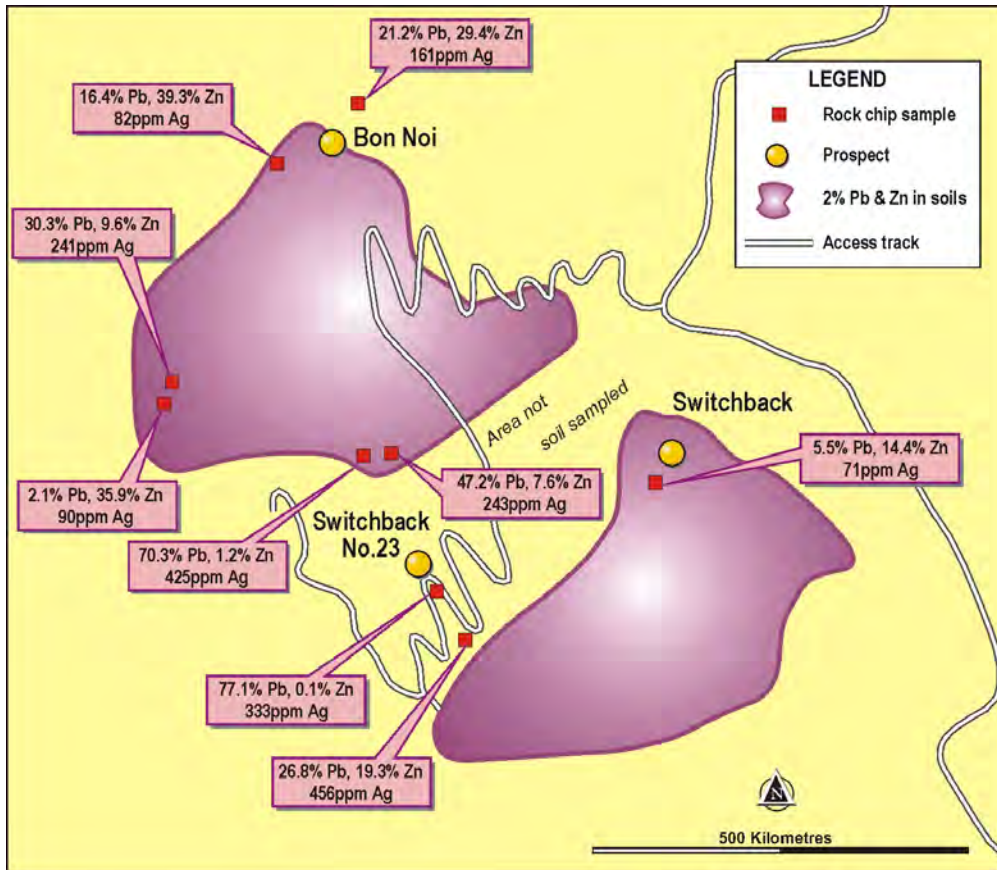 21.2% Pb, 29.4% Zn
161ppm Ag
16.4% Pb, 39.3% Zn
82ppm Ag
Bon Noi
LEGEND
Rock chip sample
Prospect
2% Pb & Zn in soils
Access track
30.3% Pb, 9.6% Zn
241ppm Ag
Area not
soil sampled
Switchback
5.5% Pb, 14.4% Zn
71ppm Ag
2.1% Pb, 35.9% Zn
90ppm Ag
47.2% Pb, 7.6% Zn
243ppm Ag
Switchback
No.23
70.3% Pb, 1.2% Zn
425ppm Ag
77.1% Pb, 0.1% Zn
333ppm Ag
26.8% Pb, 19.3% Zn
456ppm Ag
N
500 Kilometres